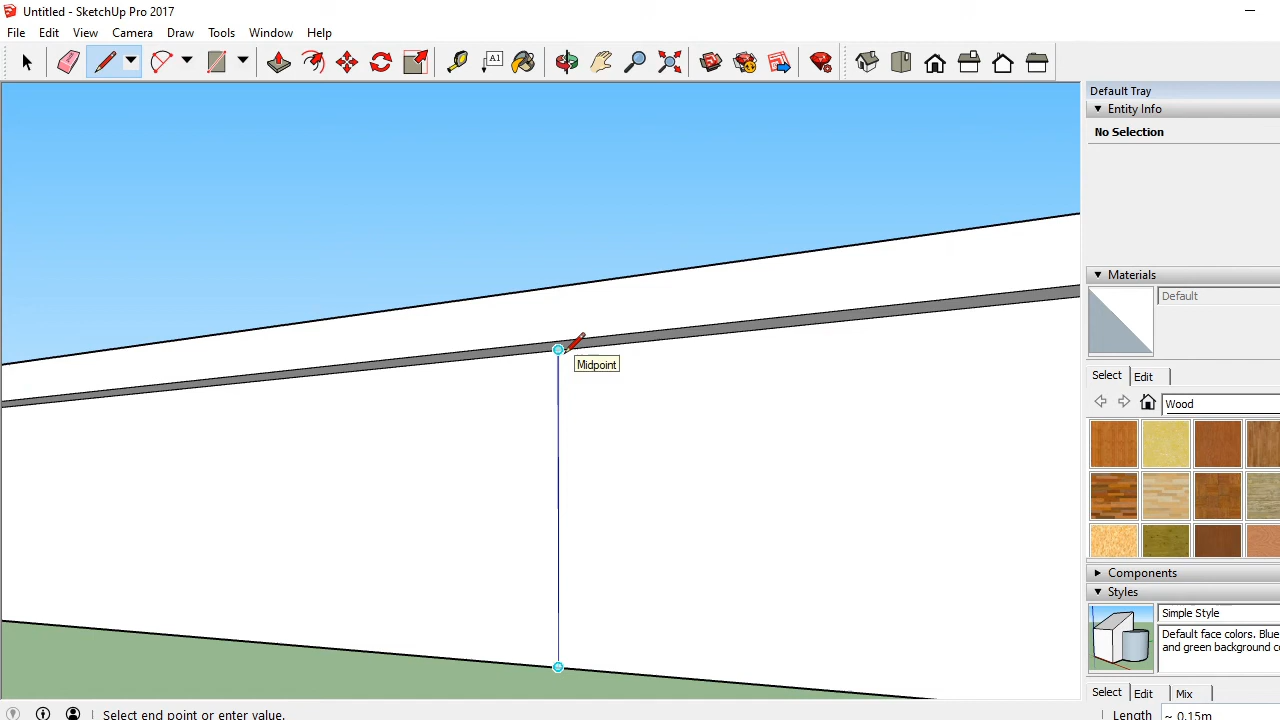 Untitled - SketchUp Pro 2017
File Edit View Camera Draw Tools Window Help
A1
Default Tray
Entity Info
No Selection
Materials
Default
Select Edit
Wood
Midpoint
Components
Styles
Simple Style
Default face colors. Blue
and green background c
Select Edit Mix
Select end point or enter value.
Length ~ 0.15m